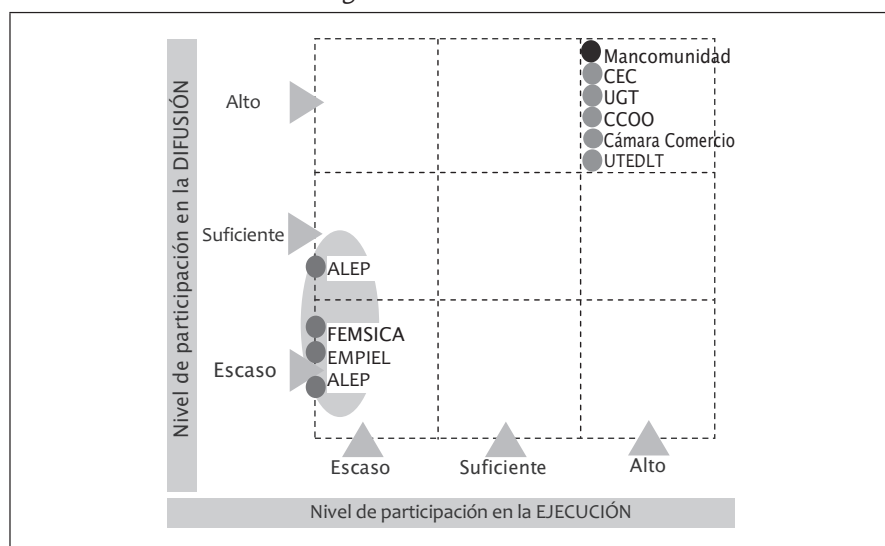 Nivel de participación en la DIFUSIÓN
Alto
Suficiente
Escaso
Mancomunidad
CEC
UGT
CCOO
Cámara Comercio
UTEDLT
ALEP
FEMSICA
EMPIEL
ALEP
Escaso
Suficiente
Alto
Nivel de participación en la EJECUCIÓN